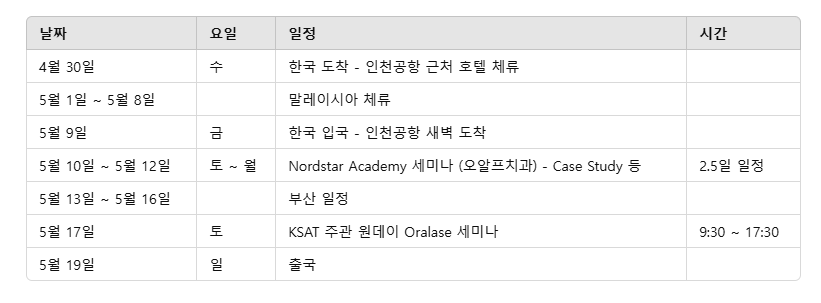 날짜 요일 일정 시간
4월 30일 수 한국 도착 - 인천공항 근처 호텔 체류
5월 1일 ~ 5월 8일 말레이시아 체류
5월 9일 금 한국 입국 - 인천공항 새벽 도착
5월 10일 ~ 5월 12일 토 ~ 월 Nordstar Academy 세미나 (오알프치과) - Case Study 등 2.5일 일정
5월 13일 ~ 5월 16일 부산 일정
5월 17일 토 KSAT 주관 원데이 Oralase 세미나 9:30 ~ 17:30
5월 19일 일 출국